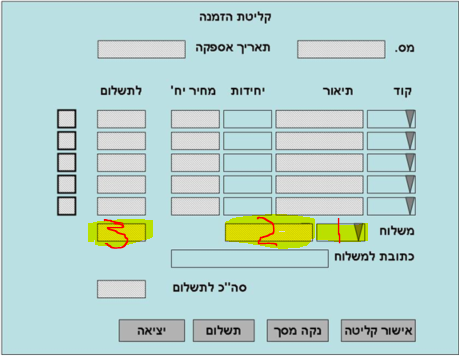 קליטת הזמנה
מס. תאריך אספקה
קוד תיאור יחידות מחיר יח' לתשלום
משלוח 1 2 3
כתובת למשלוח
סה"כ לתשלום
אישור קליטה נקה מסך תשלום יציאה